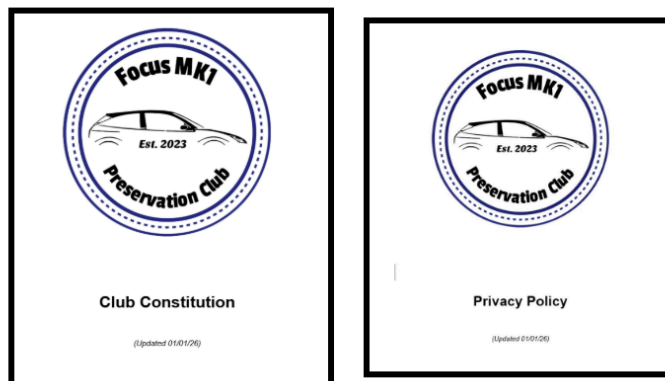 Focus MK1
Est. 2023
Preservation Club
Club Constitution
(Updated 01/01/26)
Focus MK1
Est. 2023
Preservation Club
Privacy Policy
(Updated 01/01/26)